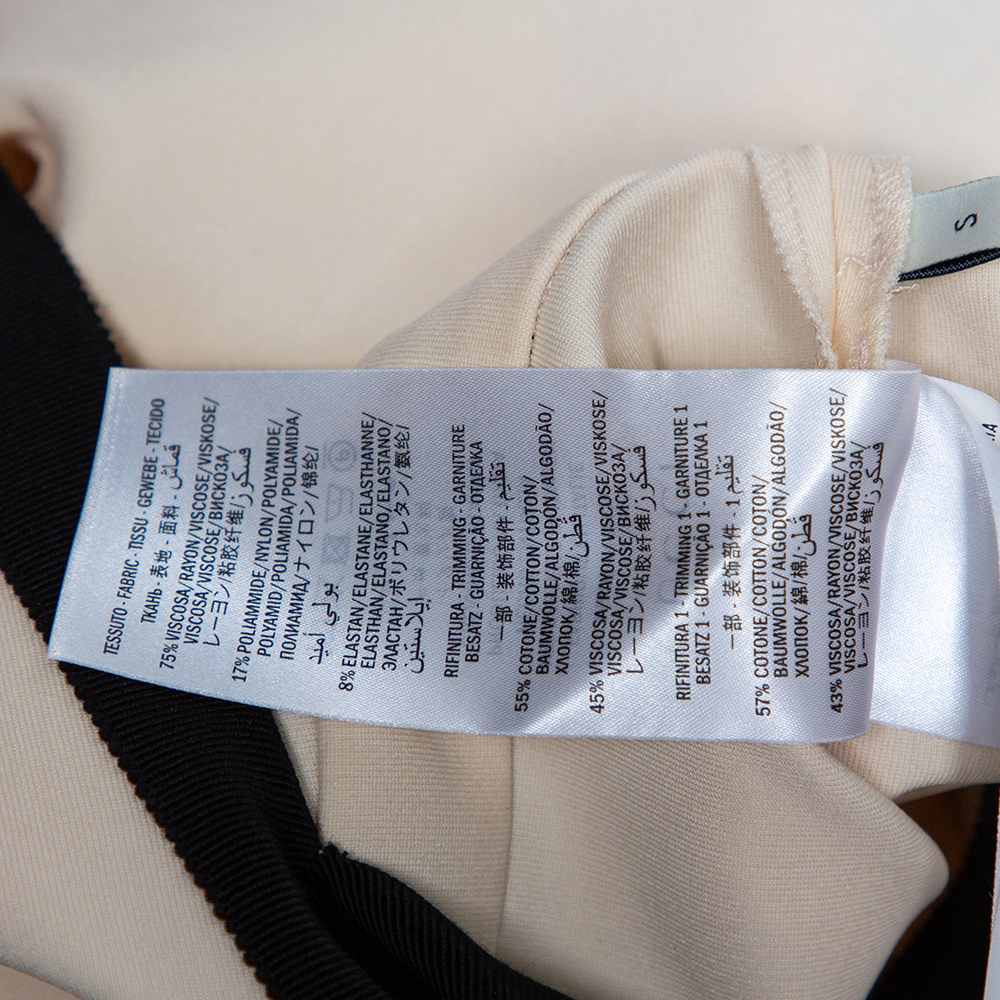 TESSUTO - FABRIC - TISSU - GEWEBE - TECIDO
ТКАНЬ - 表地 - 面料 - قماش
75% VISCOSA/RAYON/VISCOSE/VISKOSE/
VISCOSA/VISCOSE/ВИСКОЗА/
レーヨン/粘胶纤维/فسكوز
17% POLIAMMIDE/NYLON/POLYAMIDE/
POLYAMID/POLIAMIDA/POLIAMIDA/
ПОЛИАМИД/ナイロン/锦纶/
بولي أميد
8% ELASTAN/ELASTANE/ELASTHANNE/
ELASTHAN/ELASTANO/ELASTANO/
ЭЛАСТАН/ポリウレタン/氨纶/
إيلاستين
RIFINITURA - TRIMMING - GARNITURE
BESATZ - GUARNIÇÃO - ОТДЕЛКА
一部 - 装饰部件 - تقليم
55% COTONE/COTTON/COTON/
BAUMWOLLE/ALGODON/ALGODÃO/
ХЛОПОК/綿/棉/قطن
45% VISCOSA/RAYON/VISCOSE/VISKOSE/
VISCOSA/VISCOSE/ВИСКОЗА/
レーヨン/粘胶纤维/فسكوز
RIFINITURA 1 - TRIMMING 1 - GARNITURE 1
BESATZ 1 - GUARNIÇÃO 1 - ОТДЕЛКА 1
一部 - 装饰部件 - 1 تقليم
57% COTONE/COTTON/COTON/
BAUMWOLLE/ALGODON/ALGODÃO/
ХЛОПОК/綿/棉/قطن
43% VISCOSA/RAYON/VISCOSE/VISKOSE/
VISCOSA/VISCOSE/ВИСКОЗА/
レーヨン/粘胶纤维/فسكوز
S